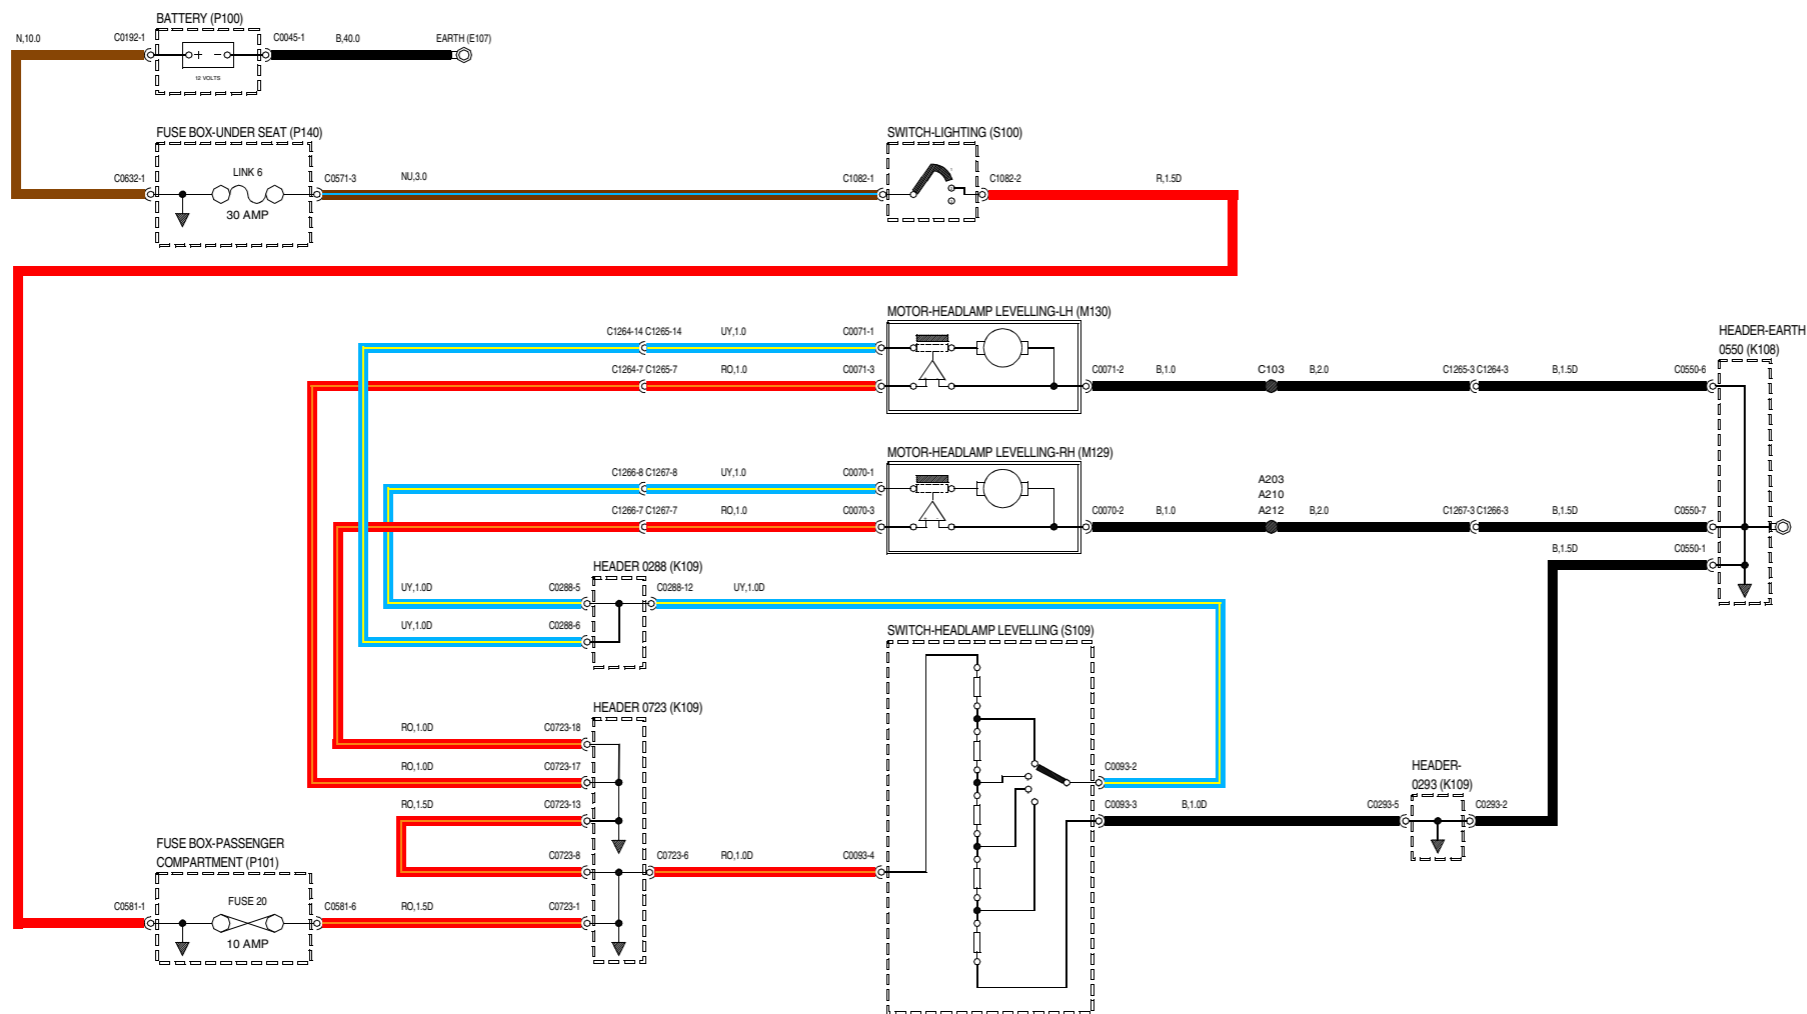 BATTERY (P100)
N,10.0
C0192-1
C0045-1
B,40.0
EARTH (E107)
+ −
12 VOLTS
FUSE BOX-UNDER SEAT (P140)
SWITCH-LIGHTING (S100)
LINK 6
C0632-1
C0571-3
NU,3.0
C1082-1
C1082-2
R,1.5D
30 AMP
MOTOR-HEADLAMP LEVELLING-LH (M130)
HEADER-EARTH
0550 (K108)
C1264-14 C1265-14
UY,1.0
C0071-1
C1264-7 C1265-7
RO,1.0
C0071-3
C0071-2
B,1.0
C103
B,2.0
C1265-3 C1264-3
B,1.5D
C0550-6
MOTOR-HEADLAMP LEVELLING-RH (M129)
C1266-8 C1267-8
UY,1.0
C0070-1
A203
A210
C1266-7 C1267-7
RO,1.0
C0070-3
C0070-2
B,1.0
A212
B,2.0
C1267-3 C1266-3
B,1.5D
C0550-7
B,1.5D
C0550-1
HEADER 0288 (K109)
UY,1.0D
C0288-5
C0288-12
UY,1.0D
UY,1.0D
C0288-6
SWITCH-HEADLAMP LEVELLING (S109)
HEADER 0723 (K109)
RO,1.0D
C0723-18
RO,1.0D
C0723-17
C0093-2
HEADER-
0293 (K109)
RO,1.5D
C0723-13
C0093-3
B,1.0D
C0293-5
C0293-2
FUSE BOX-PASSENGER
COMPARTMENT (P101)
C0723-8
C0723-6
RO,1.0D
C0093-4
FUSE 20
C0581-1
C0581-6
RO,1.5D
C0723-1
10 AMP